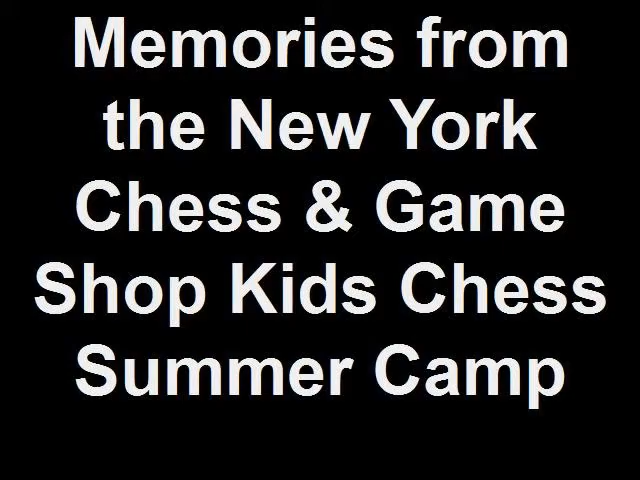 Memories from
the New York
Chess & Game
Shop Kids Chess
Summer Camp